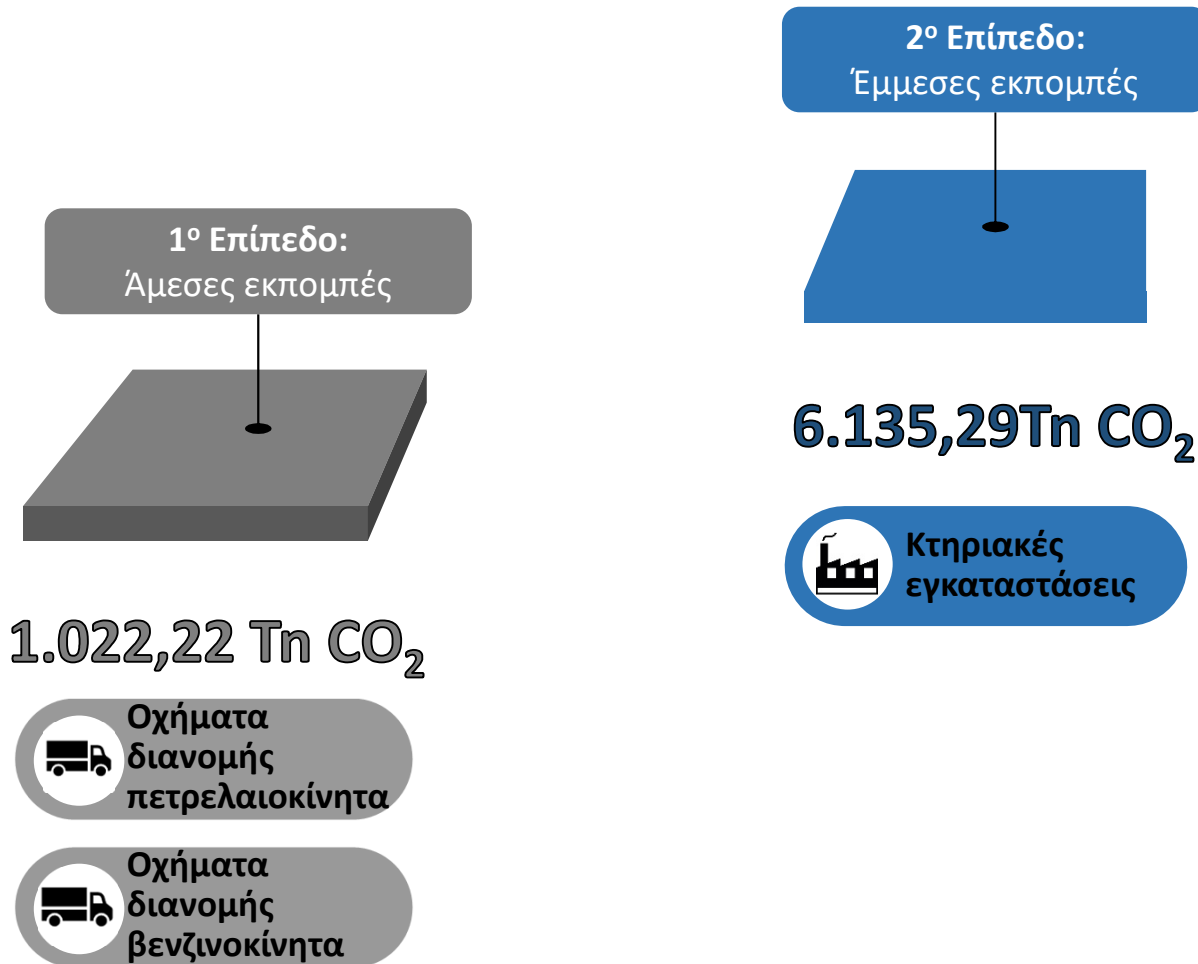 1ο Επίπεδο:
Άμεσες εκπομπές
1.022,22 Tn CO2
Οχήματα
διανομής
πετρελαιοκίνητα
Οχήματα
διανομής
βενζινοκίνητα
2ο Επίπεδο:
Έμμεσες εκπομπές
6.135,29Tn CO2
Κτηριακές
εγκαταστάσεις